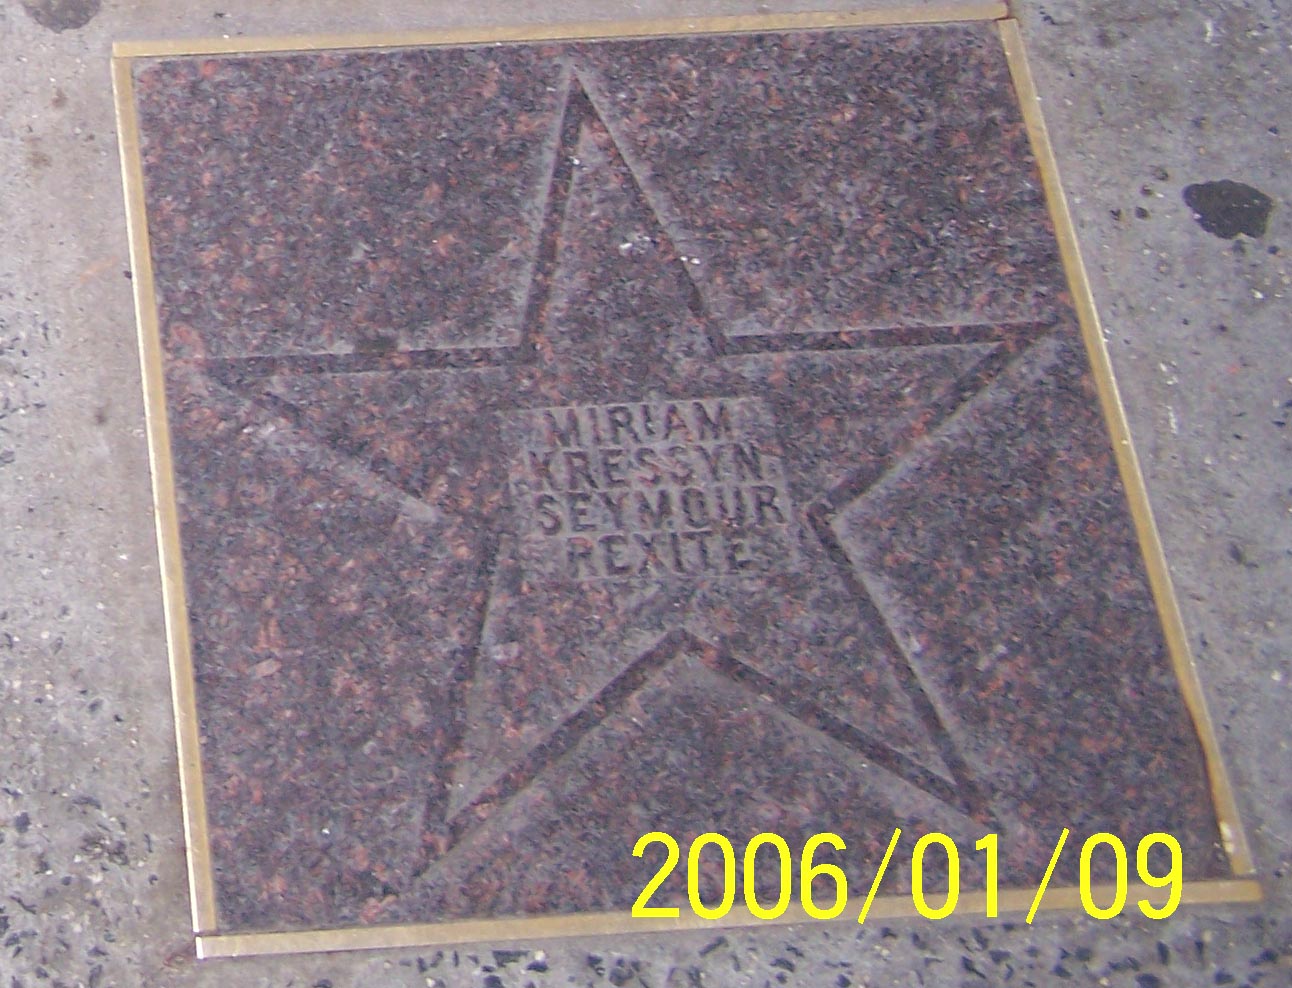 MIRIAM
KRESSYN
SEYMOUR
REXITE
2006/01/09